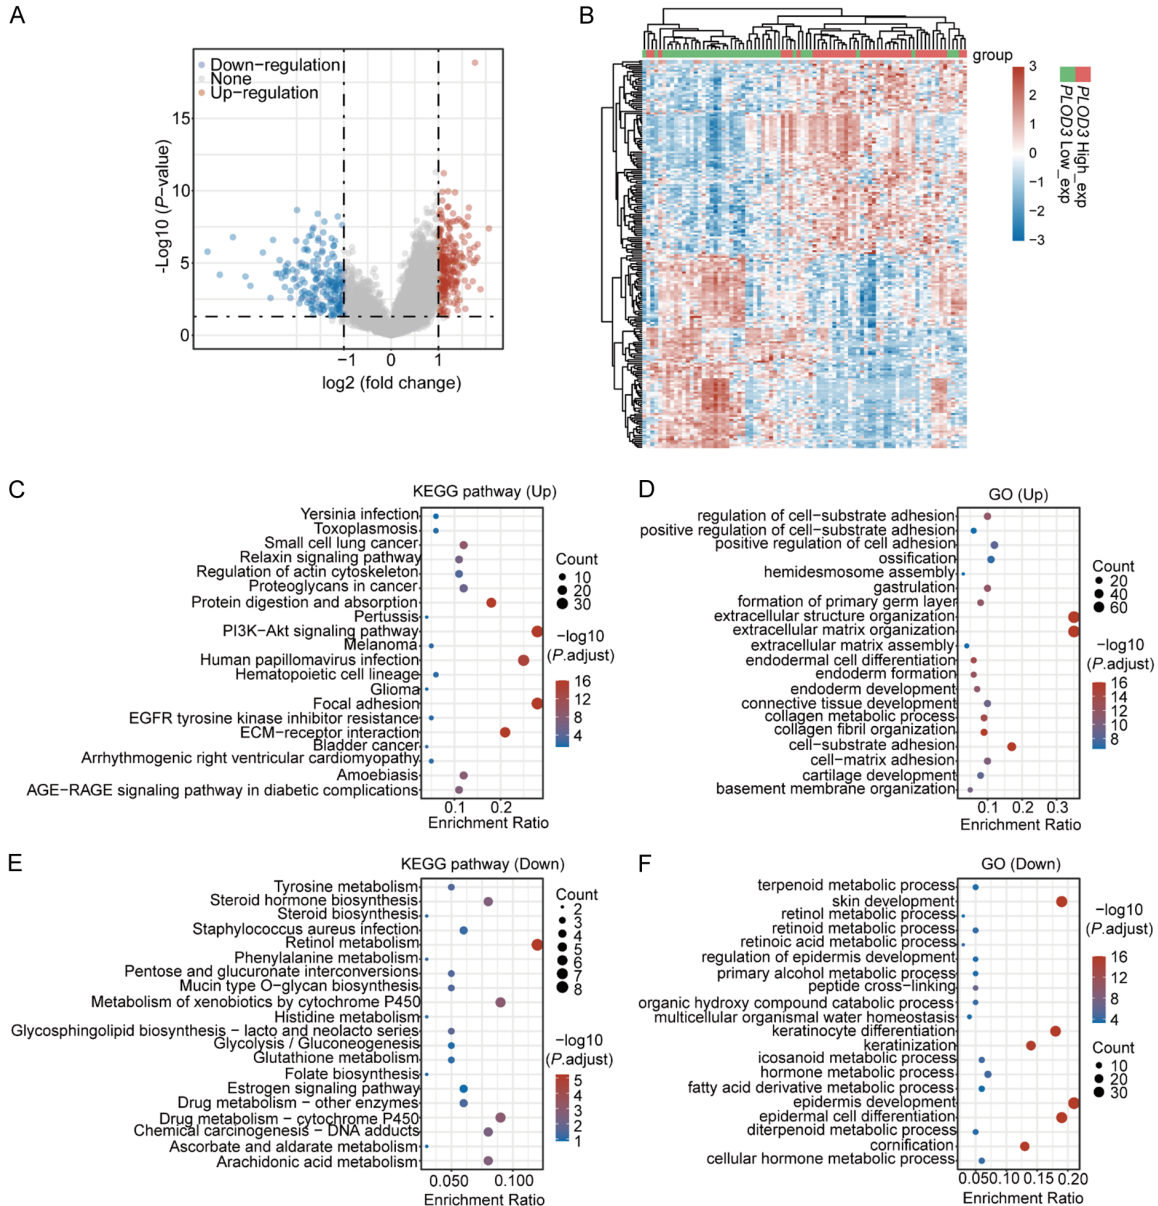 A
Down-regulation
None
Up-regulation
-Log10 (P-value)
15
10
5
0
−1 0 1
log2 (fold change)
B
group
3
2
1
0
−1
−2
−3
PLOD3 High_exp
PLOD3 Low_exp
C
KEGG pathway (Up)
Yersinia infection
Toxoplasmosis
Small cell lung cancer
Relaxin signaling pathway
Regulation of actin cytoskeleton
Proteoglycans in cancer
Protein digestion and absorption
Pertussis
PI3K−Akt signaling pathway
Melanoma
Human papillomavirus infection
Hematopoietic cell lineage
Glioma
Focal adhesion
EGFR tyrosine kinase inhibitor resistance
ECM−receptor interaction
Bladder cancer
Arrhythmogenic right ventricular cardiomyopathy
Amoebiasis
AGE−RAGE signaling pathway in diabetic complications
0.1 0.2
Enrichment Ratio
Count
10
20
30
−log10
(P.adjust)
16
12
8
4
D
GO (Up)
regulation of cell−substrate adhesion
positive regulation of cell−substrate adhesion
positive regulation of cell adhesion
ossification
hemidesmosome assembly
gastrulation
formation of primary germ layer
extracellular structure organization
extracellular matrix organization
extracellular matrix assembly
endodermal cell differentiation
endoderm formation
endoderm development
connective tissue development
collagen metabolic process
collagen fibril organization
cell−substrate adhesion
cell−matrix adhesion
cartilage development
basement membrane organization
0.1 0.2 0.3
Enrichment Ratio
Count
20
40
60
−log10
(P.adjust)
16
14
12
10
8
E
KEGG pathway (Down)
Tyrosine metabolism
Steroid hormone biosynthesis
Steroid biosynthesis
Staphylococcus aureus infection
Retinol metabolism
Phenylalanine metabolism
Pentose and glucuronate interconversions
Mucin type O−glycan biosynthesis
Metabolism of xenobiotics by cytochrome P450
Histidine metabolism
Glycosphingolipid biosynthesis − lacto and neolacto series
Glycolysis / Gluconeogenesis
Glutathione metabolism
Folate biosynthesis
Estrogen signaling pathway
Drug metabolism − other enzymes
Drug metabolism − cytochrome P450
Chemical carcinogenesis − DNA adducts
Ascorbate and aldarate metabolism
Arachidonic acid metabolism
0.050 0.100
Enrichment Ratio
Count
2
3
4
5
6
7
8
−log10
(P.adjust)
5
4
3
2
1
F
GO (Down)
terpenoid metabolic process
skin development
retinol metabolic process
retinoid metabolic process
retinoic acid metabolic process
regulation of epidermis development
primary alcohol metabolic process
peptide cross−linking
organic hydroxy compound catabolic process
multicellular organismal water homeostasis
keratinocyte differentiation
keratinization
icosanoid metabolic process
hormone metabolic process
fatty acid derivative metabolic process
epidermis development
epidermal cell differentiation
diterpenoid metabolic process
cornification
cellular hormone metabolic process
0.05 0.10 0.15 0.20
Enrichment Ratio
−log10
(P.adjust)
16
12
8
4
Count
10
20
30